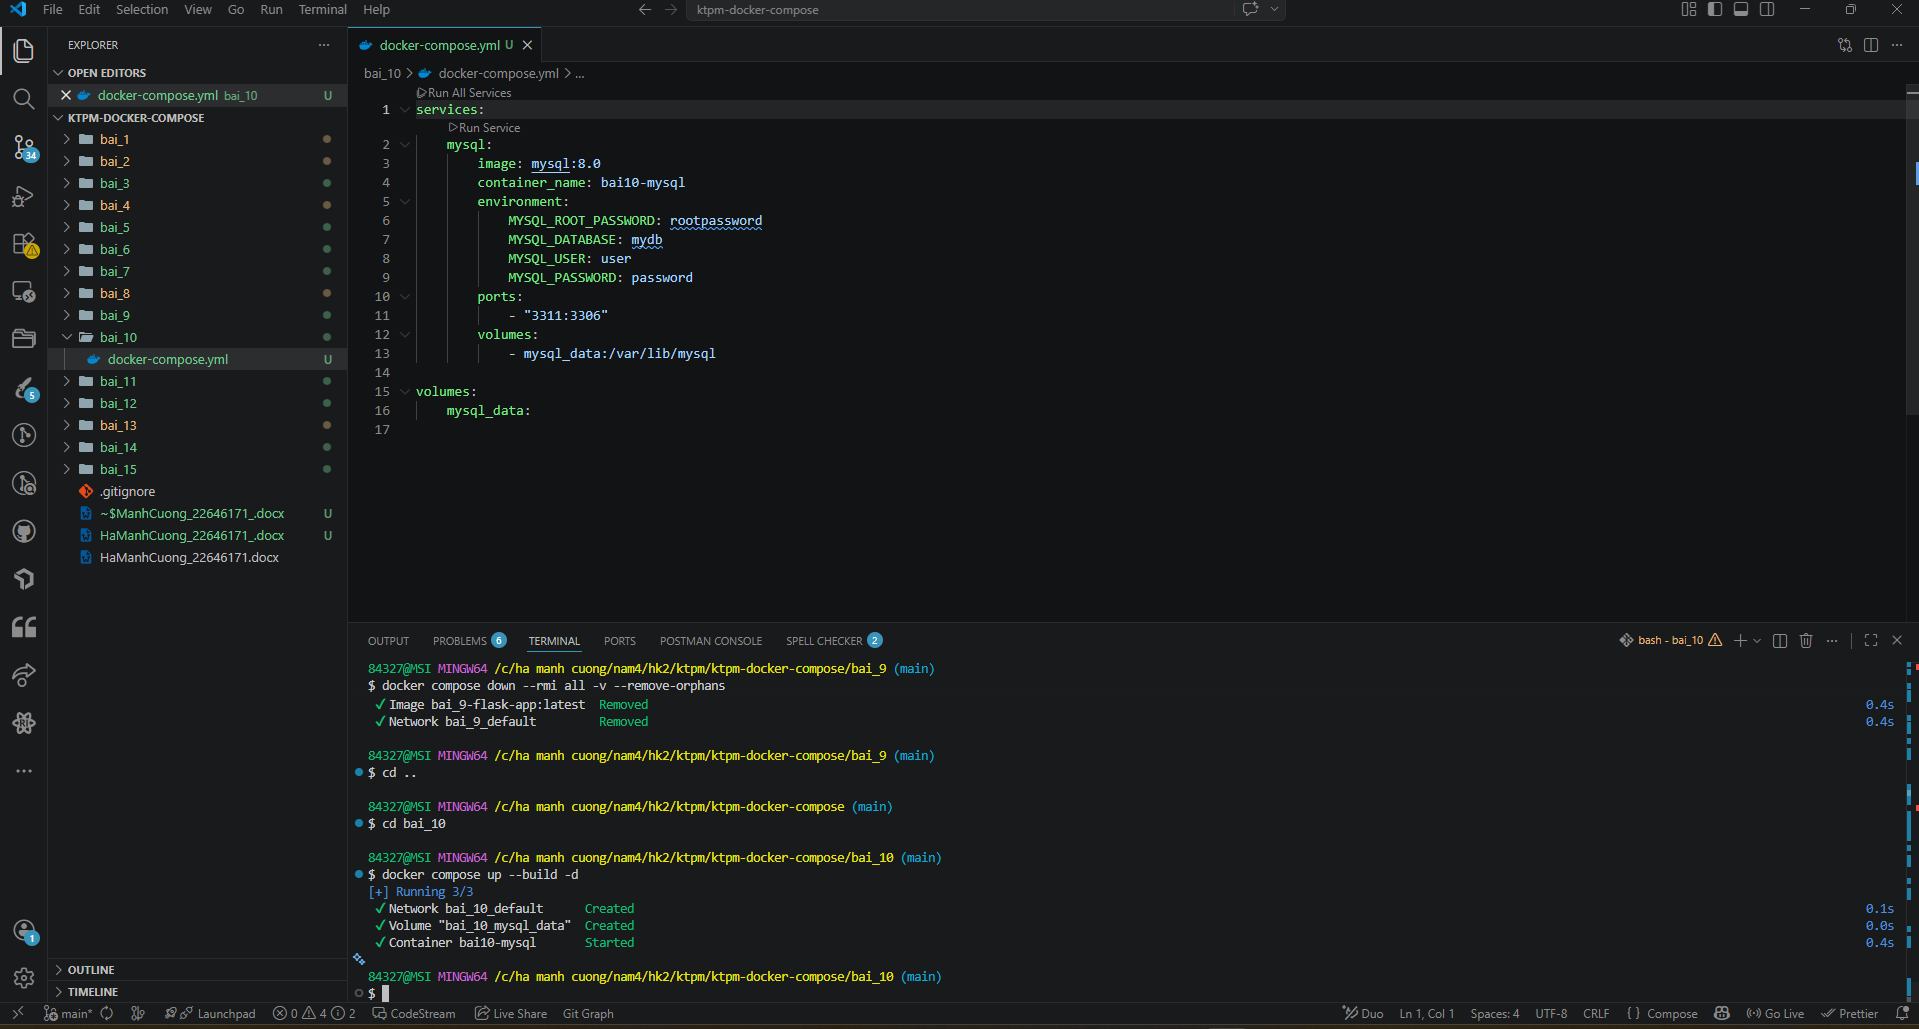 File Edit Selection View Go Run Terminal Help
ktpm-docker-compose
EXPLORER
OPEN EDITORS
docker-compose.yml bai_10 U
KTPM-DOCKER-COMPOSE
bai_1
bai_2
bai_3
bai_4
bai_5
bai_6
bai_7
bai_8
bai_9
bai_10
docker-compose.yml U
bai_11
bai_12
bai_13
bai_14
bai_15
.gitignore
~$ManhCuong_22646171_.docx U
HaManhCuong_22646171_.docx U
HaManhCuong_22646171.docx
OUTLINE
TIMELINE
34
5
1
docker-compose.yml U
bai_10 > docker-compose.yml > ...
Run All Services
1 services:
Run Service
2 mysql:
3 image: mysql:8.0
4 container_name: bai10-mysql
5 environment:
6 MYSQL_ROOT_PASSWORD: rootpassword
7 MYSQL_DATABASE: mydb
8 MYSQL_USER: user
9 MYSQL_PASSWORD: password
10 ports:
11 - "3311:3306"
12 volumes:
13 - mysql_data:/var/lib/mysql
14
15 volumes:
16 mysql_data:
17
OUTPUT PROBLEMS 6 TERMINAL PORTS POSTMAN CONSOLE SPELL CHECKER 2
bash - bai_10
84327@MSI MINGW64 /c/ha manh cuong/nam4/hk2/ktpm/ktpm-docker-compose/bai_9 (main)
$ docker compose down --rmi all -v --remove-orphans
✓ Image bai_9-flask-app:latest Removed 0.4s
✓ Network bai_9_default Removed 0.4s
84327@MSI MINGW64 /c/ha manh cuong/nam4/hk2/ktpm/ktpm-docker-compose/bai_9 (main)
$ cd ..
84327@MSI MINGW64 /c/ha manh cuong/nam4/hk2/ktpm/ktpm-docker-compose (main)
$ cd bai_10
84327@MSI MINGW64 /c/ha manh cuong/nam4/hk2/ktpm/ktpm-docker-compose/bai_10 (main)
$ docker compose up --build -d
[+] Running 3/3
✓ Network bai_10_default Created 0.1s
✓ Volume "bai_10_mysql_data" Created 0.0s
✓ Container bai10-mysql Started 0.4s
84327@MSI MINGW64 /c/ha manh cuong/nam4/hk2/ktpm/ktpm-docker-compose/bai_10 (main)
$
main* Launchpad 0 4 2 CodeStream Live Share Git Graph
Duo Ln 1, Col 1 Spaces: 4 UTF-8 CRLF { } Compose Go Live Prettier